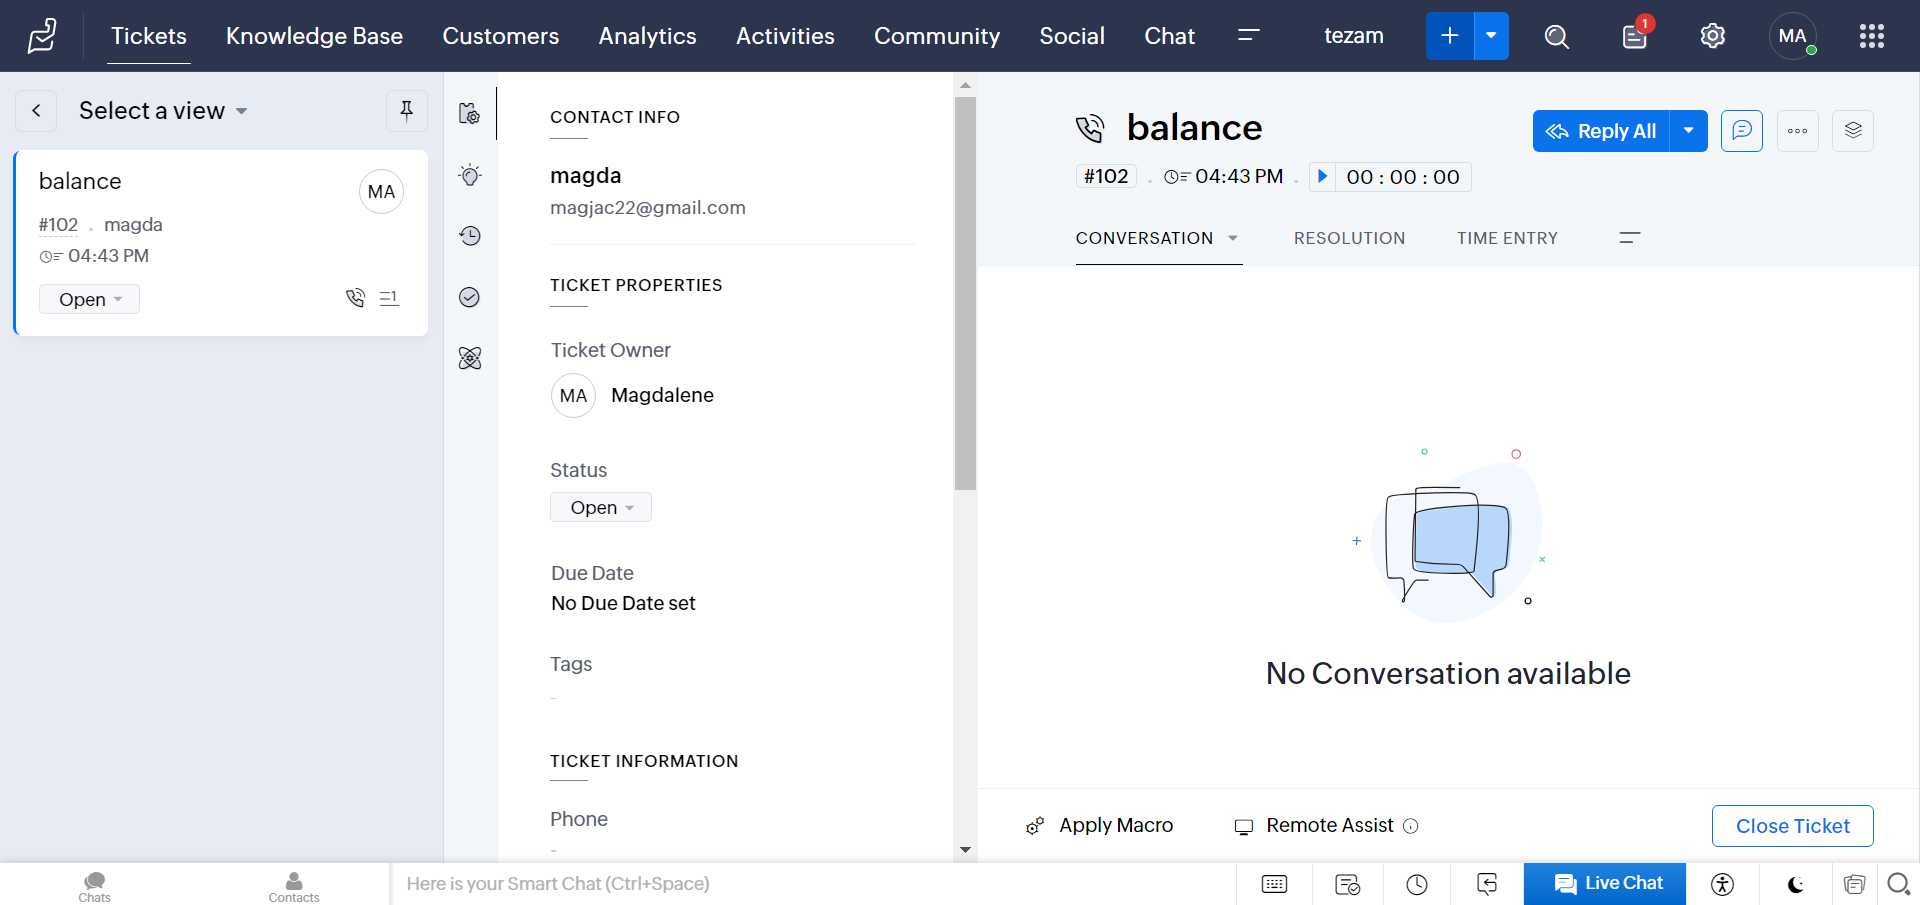 Tickets
Knowledge Base
Customers
Analytics
Activities
Community
Social
Chat
tezam
1
MA
Select a view
balance
MA
#102 . magda
04:43 PM
Open
1
CONTACT INFO
magda
magjac22@gmail.com
TICKET PROPERTIES
Ticket Owner
MA Magdalene
Status
Open
Due Date
No Due Date set
Tags
-
TICKET INFORMATION
Phone
-
balance
Reply All
#102 . 04:43 PM . 00 : 00 : 00
CONVERSATION
RESOLUTION
TIME ENTRY
No Conversation available
Apply Macro
Remote Assist
Close Ticket
Chats
Contacts
Here is your Smart Chat (Ctrl+Space)
Live Chat